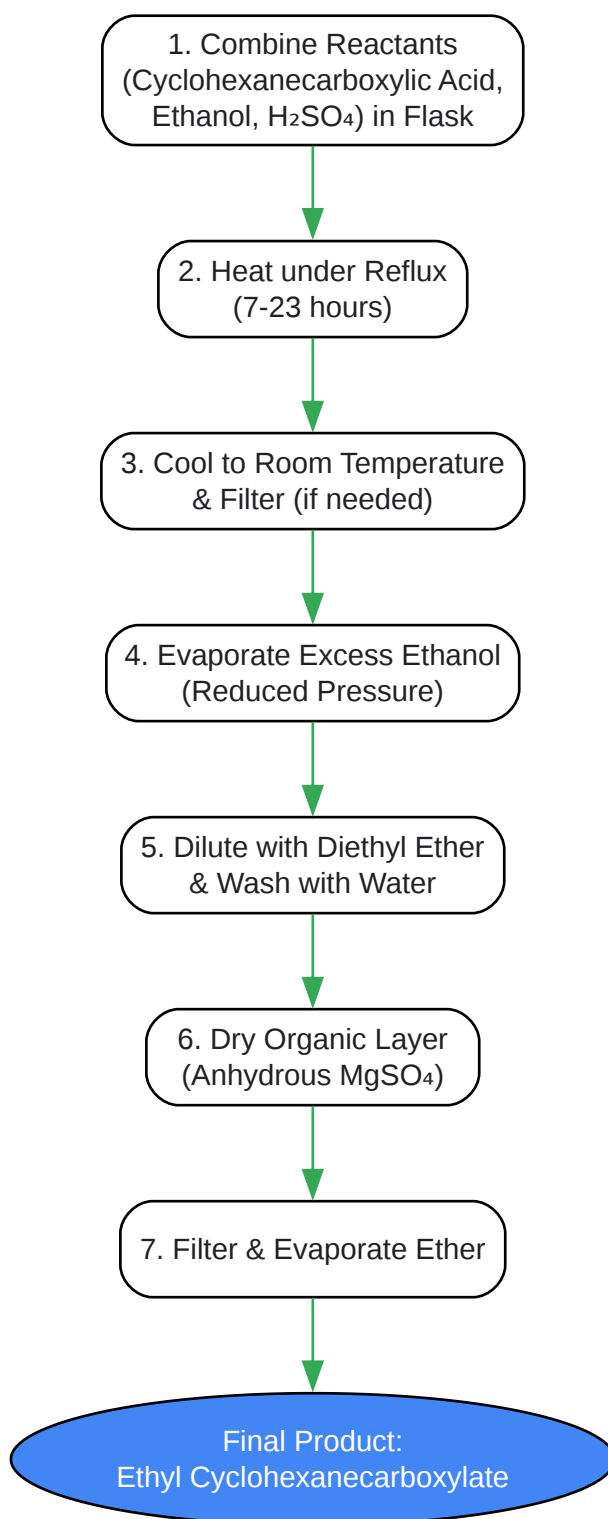 1. Combine Reactants
(Cyclohexanecarboxylic Acid,
Ethanol, H₂SO₄) in Flask
2. Heat under Reflux
(7-23 hours)
3. Cool to Room Temperature
& Filter (if needed)
4. Evaporate Excess Ethanol
(Reduced Pressure)
5. Dilute with Diethyl Ether
& Wash with Water
6. Dry Organic Layer
(Anhydrous MgSO₄)
7. Filter & Evaporate Ether
Final Product:
Ethyl Cyclohexanecarboxylate